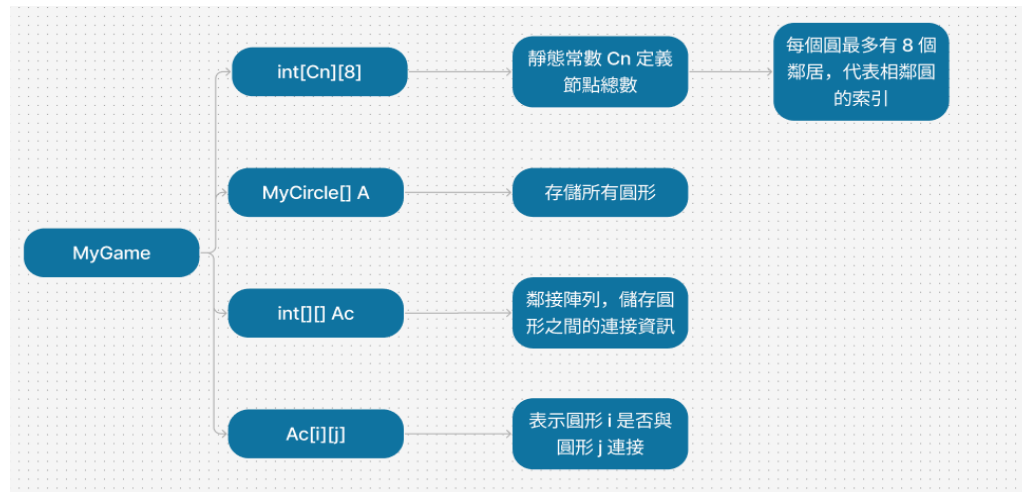 int[Cn][8]
靜態常數 Cn 定義
節點總數
每個圓最多有 8 個
鄰居，代表相鄰圓
的索引
MyCircle[] A
存儲所有圓形
MyGame
int[][] Ac
鄰接陣列，儲存圓
形之間的連接資訊
Ac[i][j]
表示圓形 i 是否與
圓形 j 連接